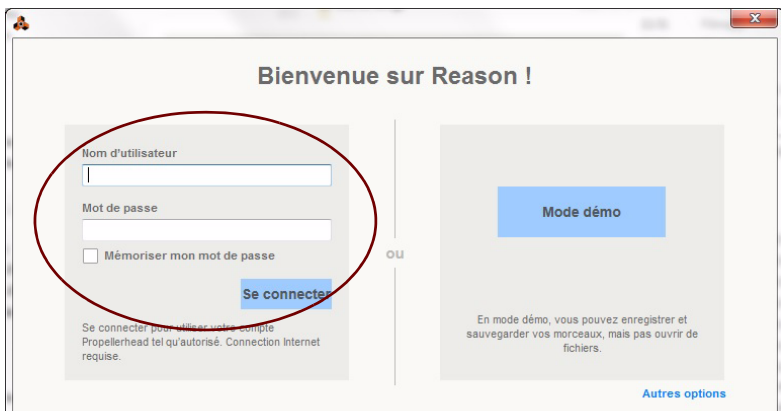 Bienvenue sur Reason !
Nom d'utilisateur
Mot de passe
Mémoriser mon mot de passe
Se connecter
Se connecter pour utiliser votre compte
Propellerhead tel qu'autorisé. Connection Internet
requise.
ou
Mode démo
En mode démo, vous pouvez enregistrer et
sauvegarder vos morceaux, mais pas ouvrir de
fichiers.
Autres options